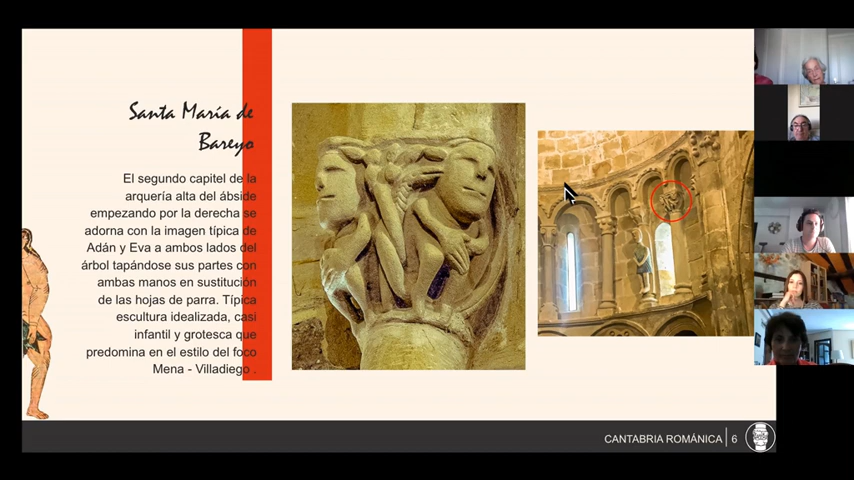 Santa María de
Bareyo
El segundo capitel de la
arquería alta del ábside
empezando por la derecha se
adorna con la imagen típica de
Adán y Eva a ambos lados del
árbol tapándose sus partes con
ambas manos en sustitución
de las hojas de parra. Típica
escultura idealizada, casi
infantil y grotesca que
predomina en el estilo del foco
Mena - Villadiego .
CANTABRIA ROMÁNICA 6